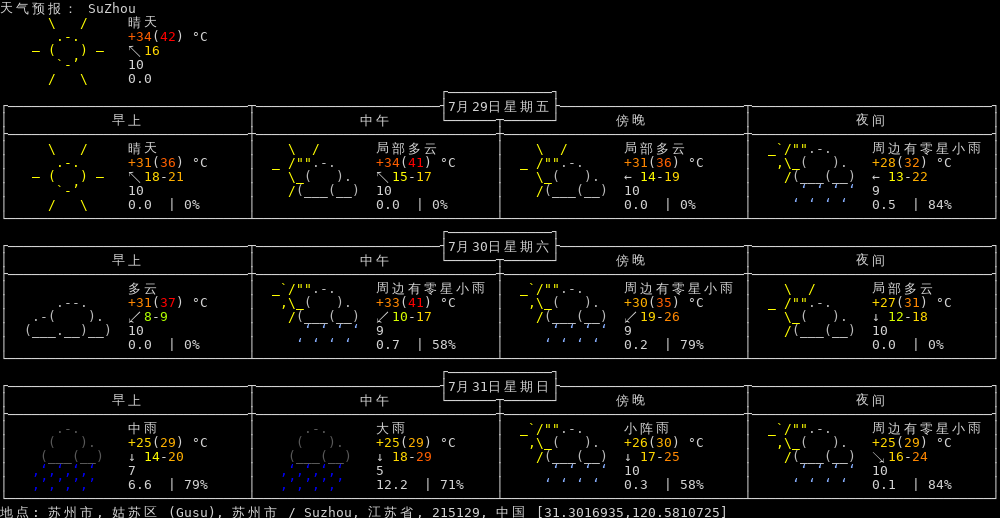 天气预报: SuZhou
晴天
+34(42) °C
↖ 16
10
0.0
7月29日星期五
早上 中午 傍晚 夜间
晴天 局部多云 局部多云 周边有零星小雨
+31(36) °C +34(41) °C +31(36) °C +28(32) °C
↖ 18-21 ↖ 15-17 ← 14-19 ← 13-22
10 10 10 9
0.0 | 0% 0.0 | 0% 0.0 | 0% 0.5 | 84%
7月30日星期六
早上 中午 傍晚 夜间
多云 周边有零星小雨 周边有零星小雨 局部多云
+31(37) °C +33(41) °C +30(35) °C +27(31) °C
↙ 8-9 ↙ 10-17 ↙ 19-26 ↓ 12-18
10 9 9 10
0.0 | 0% 0.7 | 58% 0.2 | 79% 0.0 | 0%
7月31日星期日
早上 中午 傍晚 夜间
中雨 大雨 小阵雨 周边有零星小雨
+25(29) °C +25(29) °C +26(30) °C +25(29) °C
↓ 14-20 ↓ 18-29 ↓ 17-25 ↘ 16-24
7 5 10 10
6.6 | 79% 12.2 | 71% 0.3 | 58% 0.1 | 84%
地点: 苏州市, 姑苏区 (Gusu), 苏州市 / Suzhou, 江苏省, 215129, 中国 [31.3016935,120.5810725]